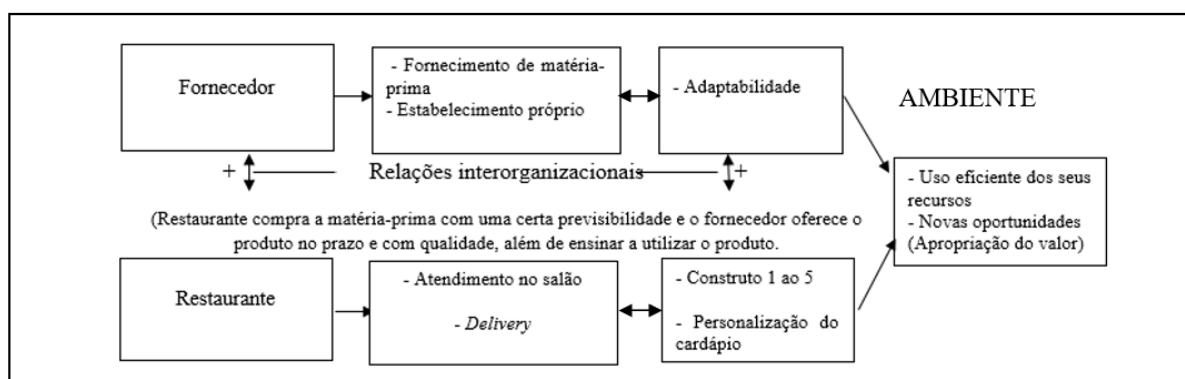 Fornecedor
- Fornecimento de matéria-
prima
- Estabelecimento próprio
- Adaptabilidade
AMBIENTE
+
Relações interorganizacionais
+
- Uso eficiente dos seus
recursos
- Novas oportunidades
(Apropriação do valor)
(Restaurante compra a matéria-prima com uma certa previsibilidade e o fornecedor oferece o
produto no prazo e com qualidade, além de ensinar a utilizar o produto.
Restaurante
- Atendimento no salão
- Delivery
- Construto 1 ao 5
- Personalização do
cardápio